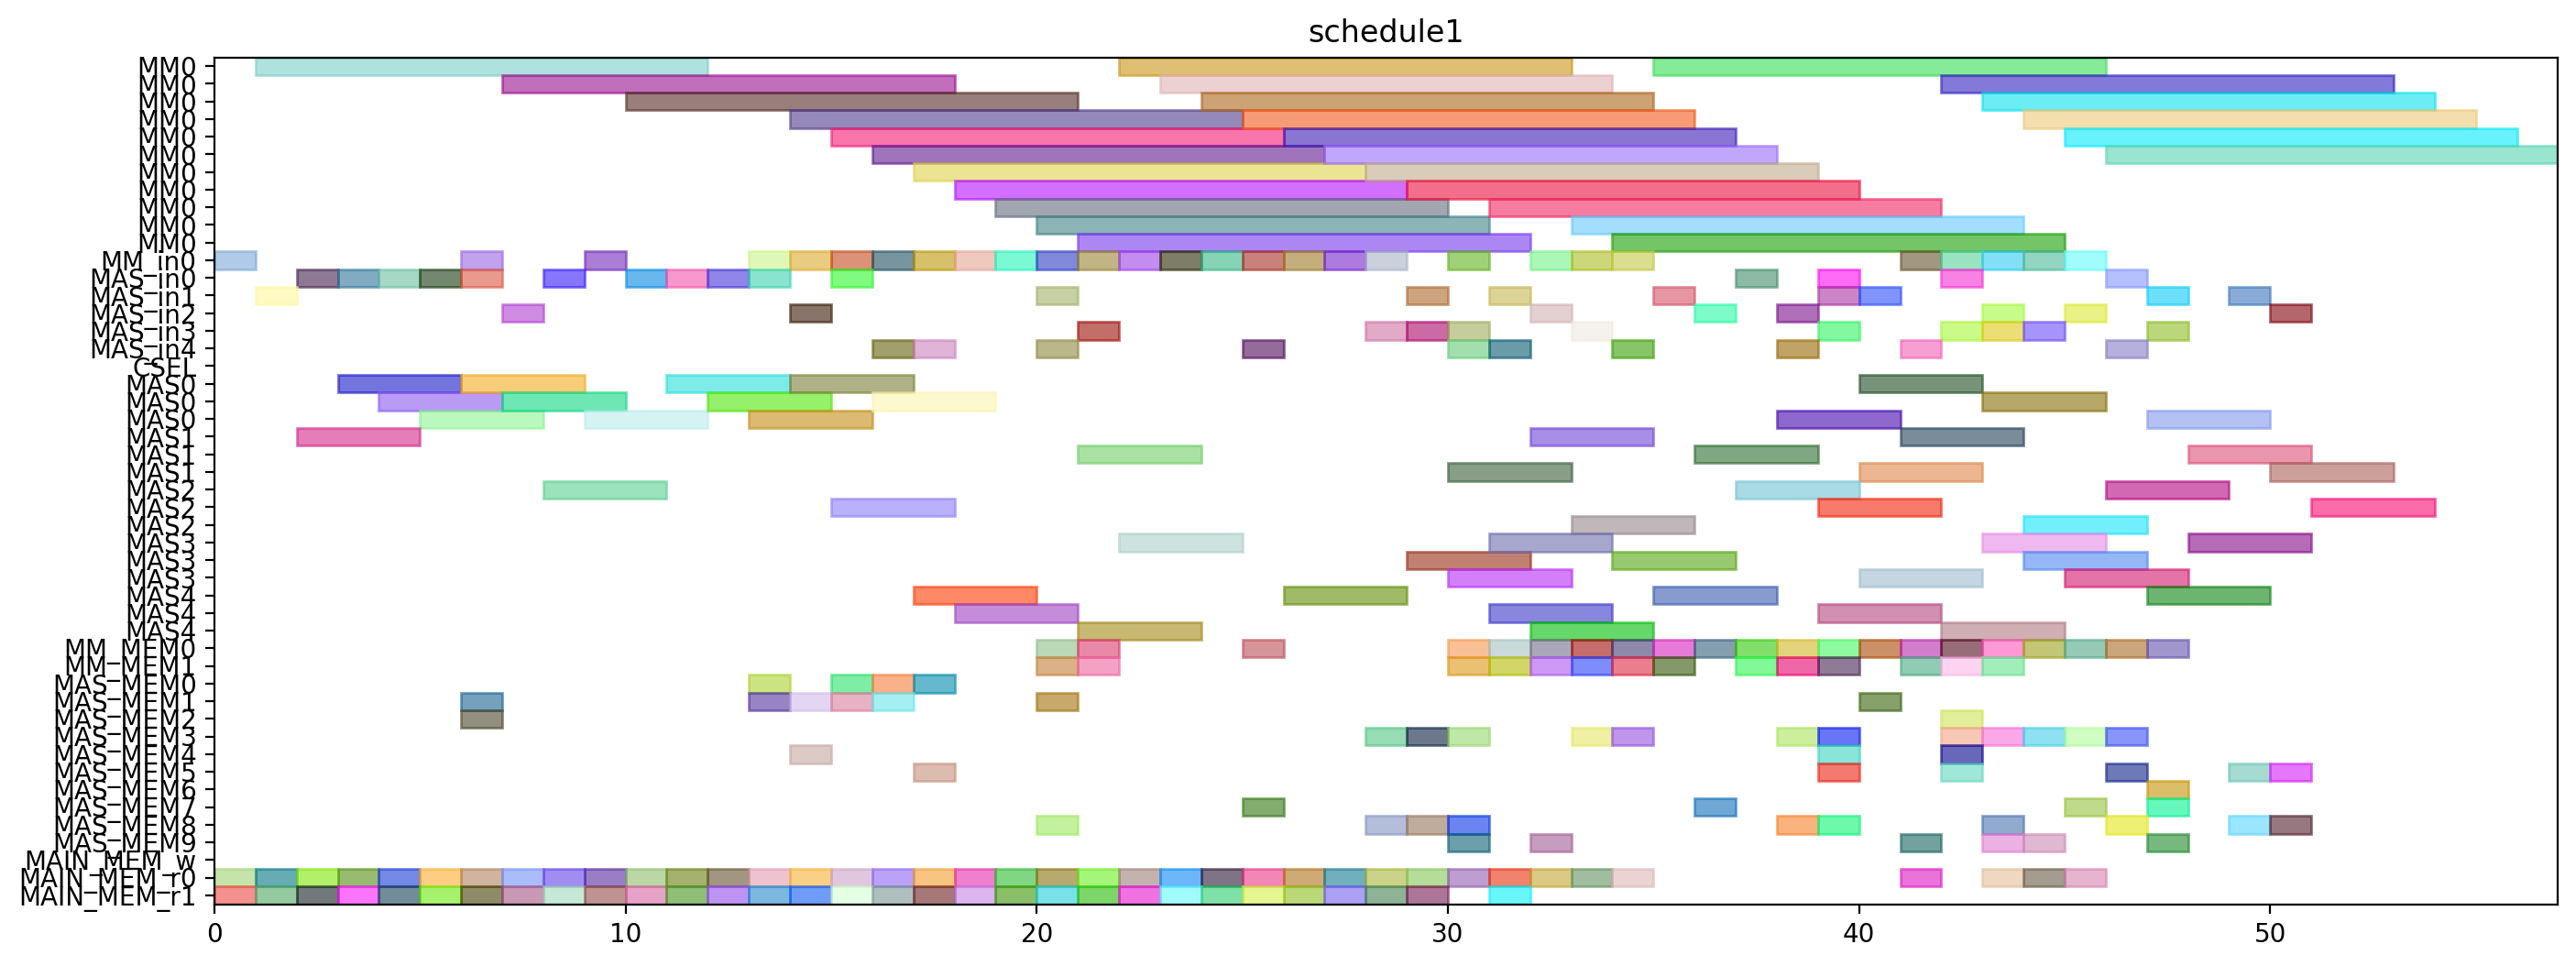 schedule1
MM0
MM0
MM0
MM0
MM0
MM0
MM0
MM0
MM0
MM0
MM0
MM_in0
MAS_in0
MAS_in1
MAS_in2
MAS_in3
MAS_in4
CSEL
MAS0
MAS0
MAS0
MAS1
MAS1
MAS1
MAS2
MAS2
MAS2
MAS3
MAS3
MAS3
MAS4
MAS4
MAS4
MM_MEM0
MM_MEM1
MAS_MEM0
MAS_MEM1
MAS_MEM2
MAS_MEM3
MAS_MEM4
MAS_MEM5
MAS_MEM6
MAS_MEM7
MAS_MEM8
MAS_MEM9
MAIN_MEM_w
MAIN_MEM_r0
MAIN_MEM_r1
0 10 20 30 40 50